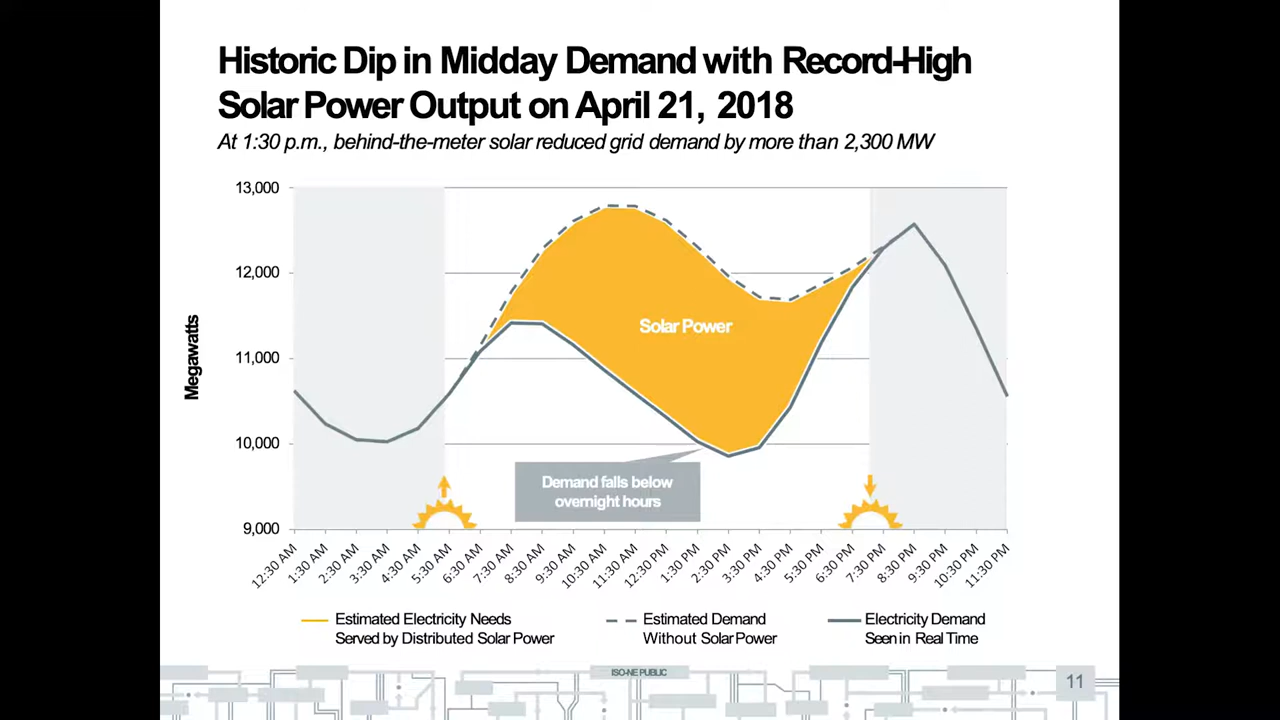 Historic Dip in Midday Demand with Record-High
Solar Power Output on April 21, 2018
At 1:30 p.m., behind-the-meter solar reduced grid demand by more than 2,300 MW
13,000
12,000
11,000
10,000
9,000
Megawatts
Solar Power
Demand falls below
overnight hours
12:30 AM
1:30 AM
2:30 AM
3:30 AM
4:30 AM
5:30 AM
6:30 AM
7:30 AM
8:30 AM
9:30 AM
10:30 AM
11:30 AM
12:30 PM
1:30 PM
2:30 PM
3:30 PM
4:30 PM
5:30 PM
6:30 PM
7:30 PM
8:30 PM
9:30 PM
10:30 PM
11:30 PM
Estimated Electricity Needs
Served by Distributed Solar Power
Estimated Demand
Without Solar Power
Electricity Demand
Seen in Real Time
ISO-NE PUBLIC
11